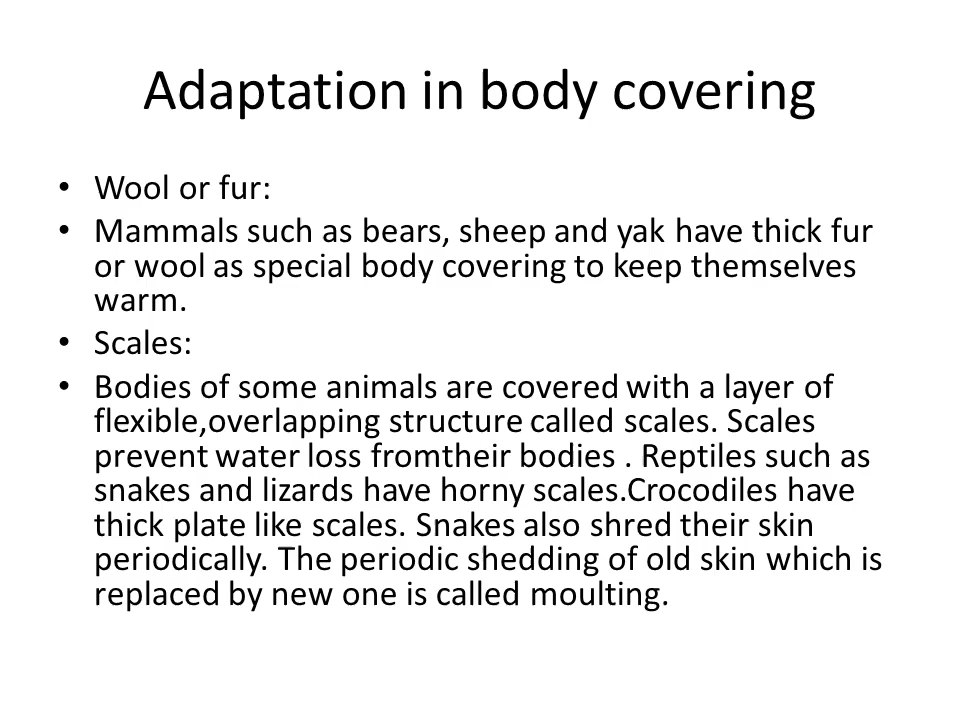 Adaptation in body covering
• Wool or fur:
• Mammals such as bears, sheep and yak have thick fur
or wool as special body covering to keep themselves
warm.
• Scales:
• Bodies of some animals are covered with a layer of
flexible,overlapping structure called scales. Scales
prevent water loss fromtheir bodies . Reptiles such as
snakes and lizards have horny scales.Crocodiles have
thick plate like scales. Snakes also shred their skin
periodically. The periodic shedding of old skin which is
replaced by new one is called moulting.